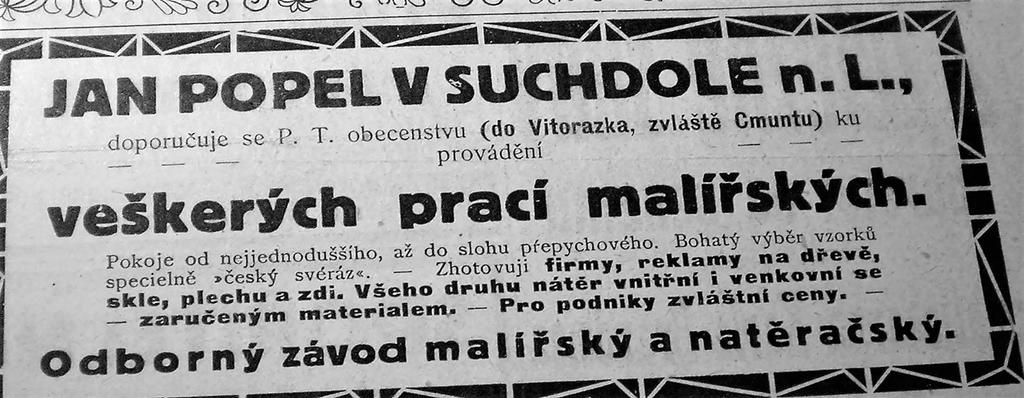 JAN POPEL V SUCHDOLE n. L.,
doporučuje se P. T. obecenstvu (do Vitorazka, zvláště Cmuntu) ku
— — — provádění — — —
veškerých prací malířských.
Pokoje od nejjednoduššího, až do slohu přepychového. Bohatý výběr vzorků
specielně »český svéráz«. — Zhotovuji firmy, reklamy na dřevě,
skle, plechu a zdi. Všeho druhu nátěr vnitřní i venkovní se
— zaručeným materialem. — Pro podniky zvláštní ceny. —
Odborný závod malířský a natěračský.